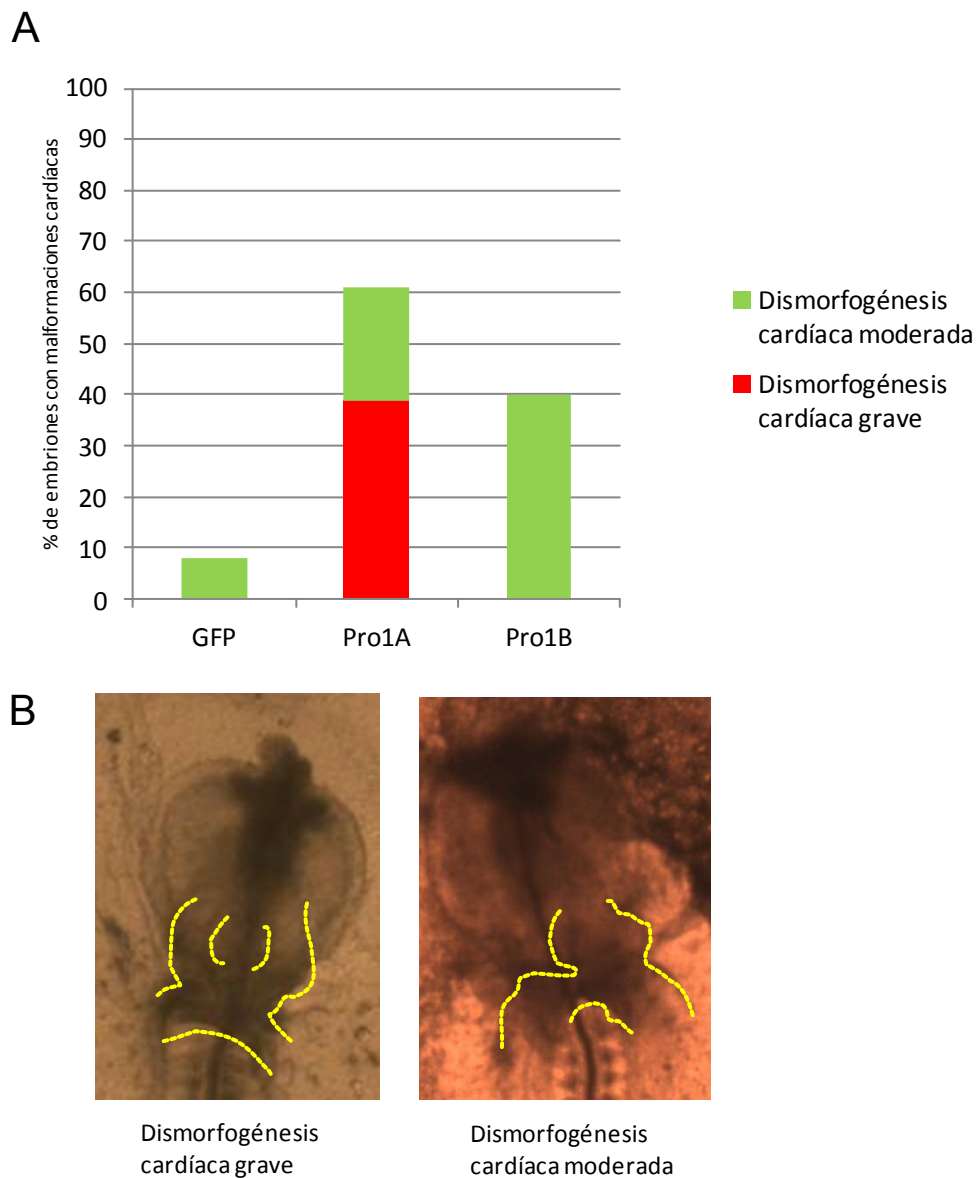 A
% de embriones con malformaciones cardíacas
100
90
80
70
60
50
40
30
20
10
0
GFP
Pro1A
Pro1B
Dismorfogénesis
cardíaca moderada
Dismorfogénesis
cardíaca grave
B
Dismorfogénesis
cardíaca grave
Dismorfogénesis
cardíaca moderada